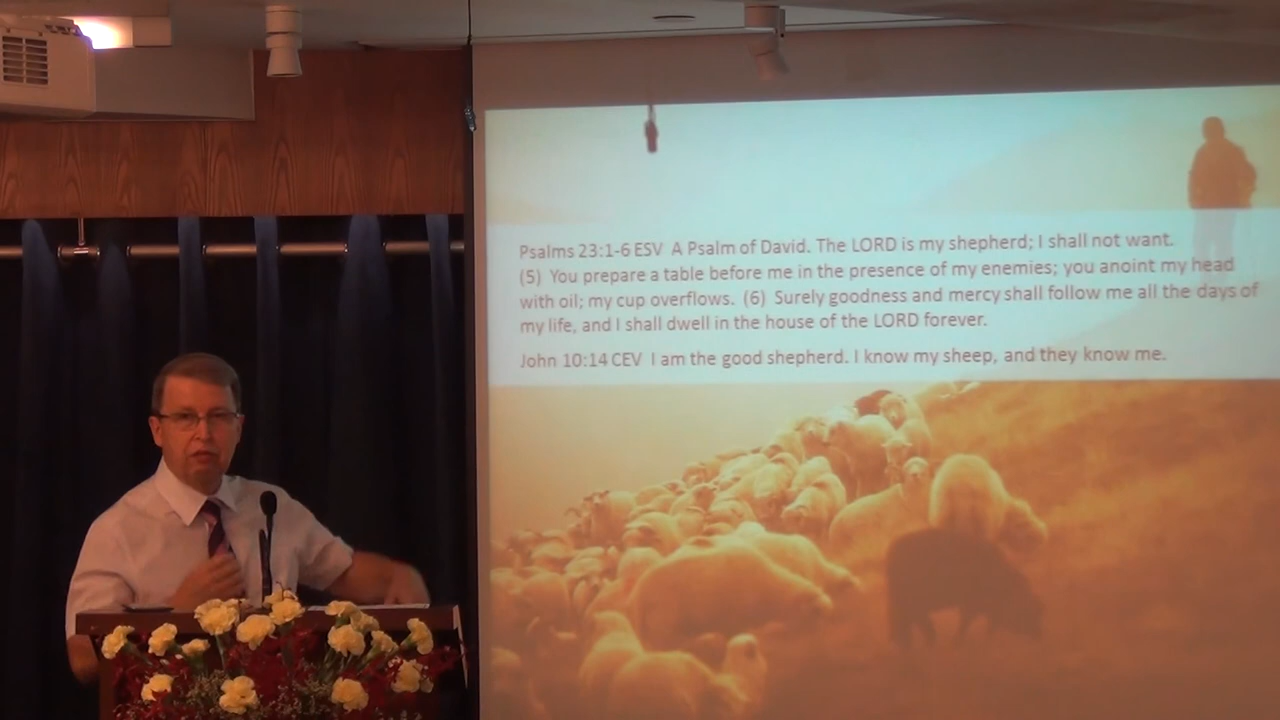 Psalms 23:1-6 ESV A Psalm of David. The LORD is my shepherd; I shall not want.
(5) You prepare a table before me in the presence of my enemies; you anoint my head
with oil; my cup overflows. (6) Surely goodness and mercy shall follow me all the days of
my life, and I shall dwell in the house of the LORD forever.
John 10:14 CEV I am the good shepherd. I know my sheep, and they know me.